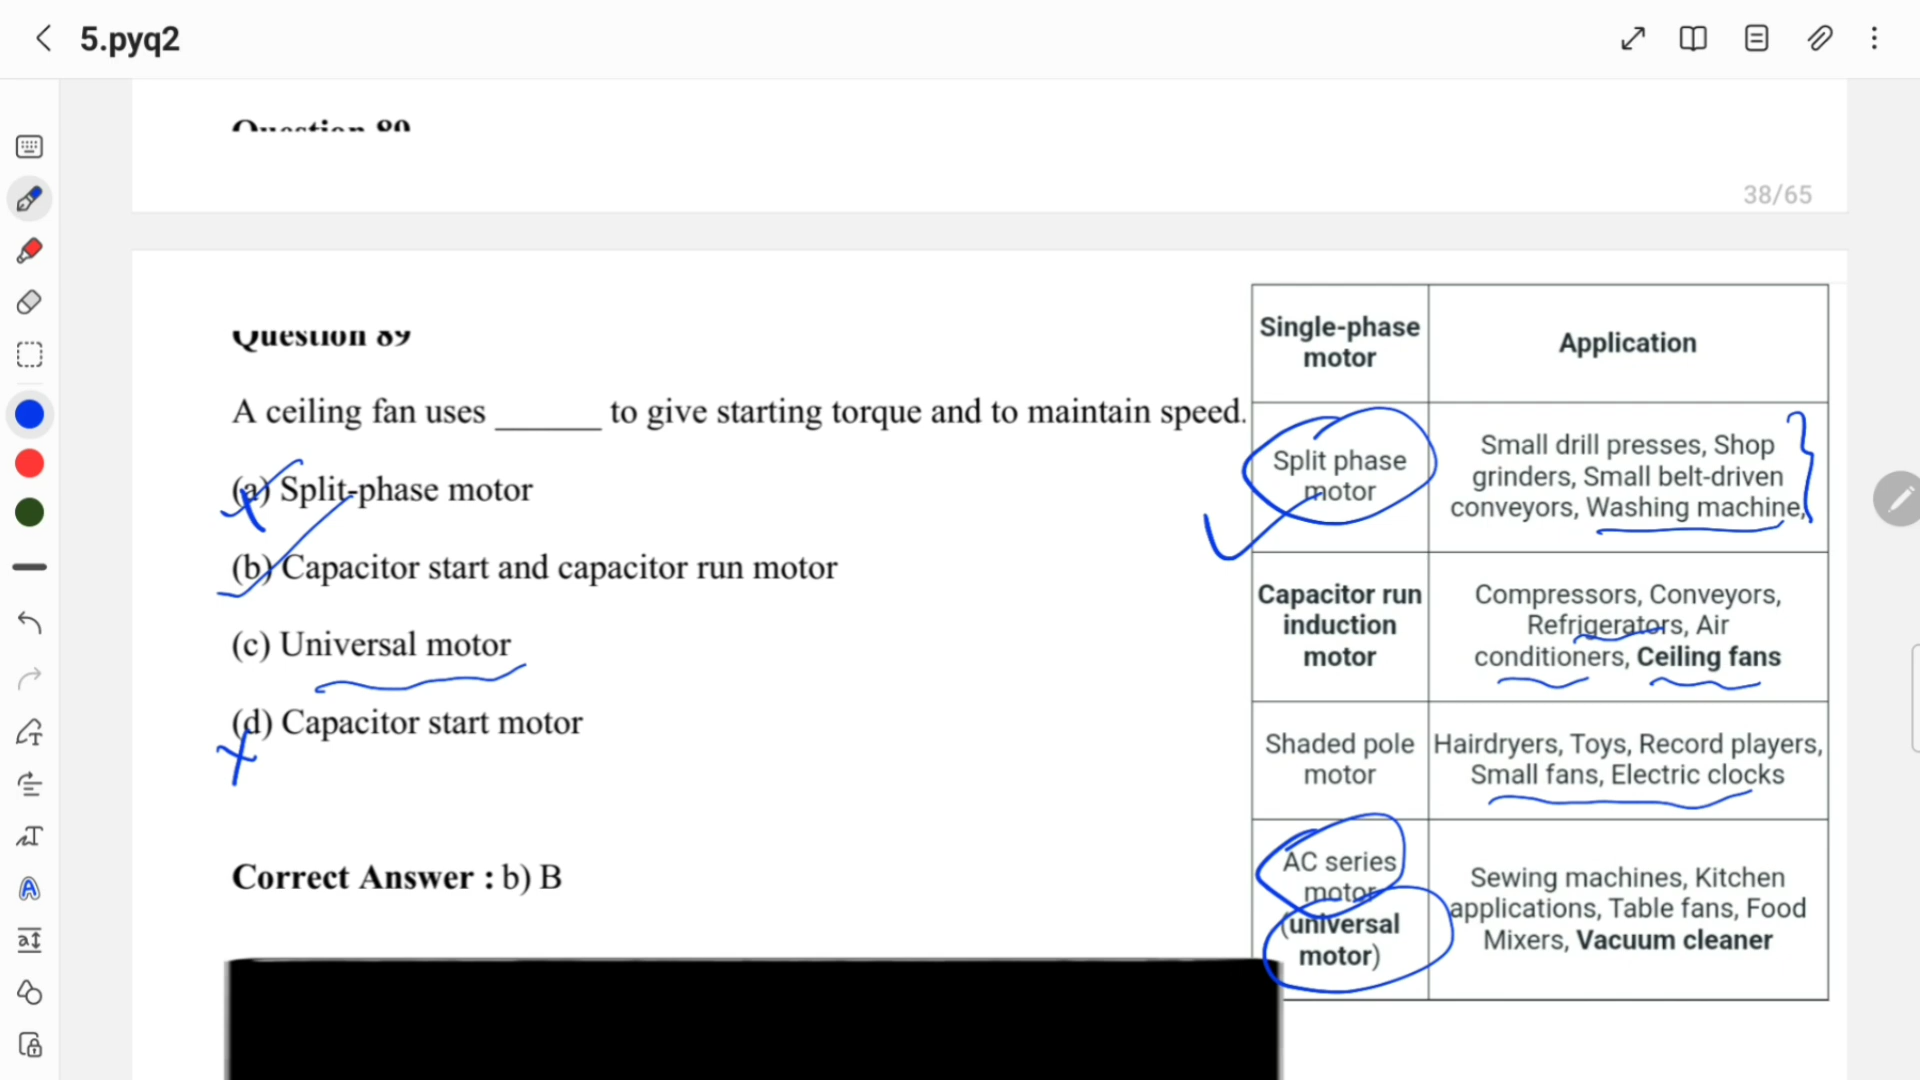 5.pyq2
Question 89
38/65
Question 89
A ceiling fan uses _______ to give starting torque and to maintain speed.
(a) Split-phase motor
(b) Capacitor start and capacitor run motor
(c) Universal motor
(d) Capacitor start motor
Correct Answer : b) B
Single-phase motor
Application
Split phase motor
Small drill presses, Shop
grinders, Small belt-driven
conveyors, Washing machine,
Capacitor run
induction
motor
Compressors, Conveyors,
Refrigerators, Air
conditioners, Ceiling fans
Shaded pole
motor
Hairdryers, Toys, Record players,
Small fans, Electric clocks
AC series
motor
(universal
motor)
Sewing machines, Kitchen
applications, Table fans, Food
Mixers, Vacuum cleaner